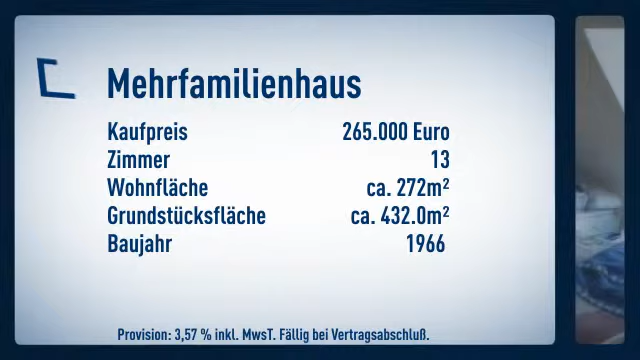 Mehrfamilienhaus
Kaufpreis 265.000 Euro
Zimmer 13
Wohnfläche ca. 272m²
Grundstücksfläche ca. 432.0m²
Baujahr 1966
Provision: 3,57 % inkl. MwsT. Fällig bei Vertragsabschluß.